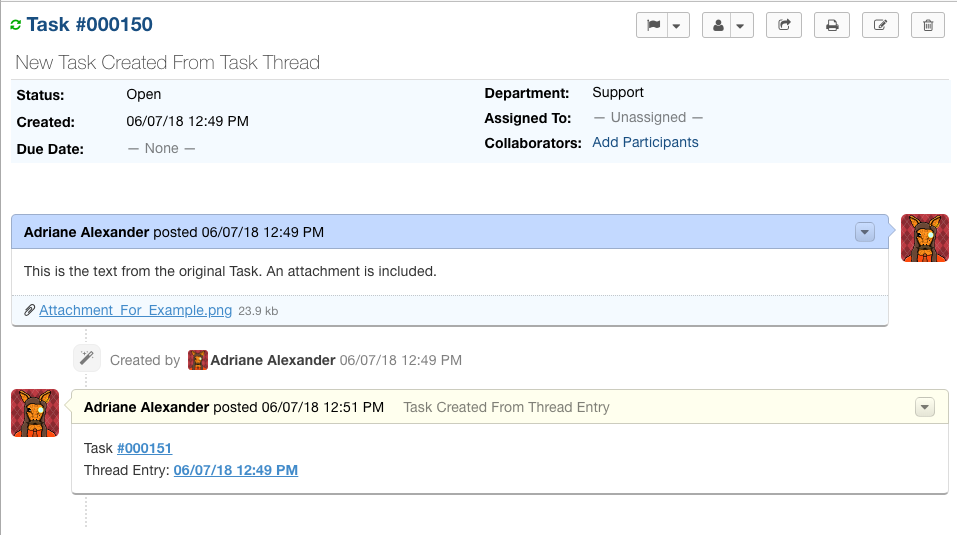 Task #000150
New Task Created From Task Thread
Status: Open
Created: 06/07/18 12:49 PM
Due Date: — None —
Department: Support
Assigned To: — Unassigned —
Collaborators: Add Participants
Adriane Alexander posted 06/07/18 12:49 PM
This is the text from the original Task. An attachment is included.
Attachment_For_Example.png 23.9 kb
Created by Adriane Alexander 06/07/18 12:49 PM
Adriane Alexander posted 06/07/18 12:51 PM Task Created From Thread Entry
Task #000151
Thread Entry: 06/07/18 12:49 PM